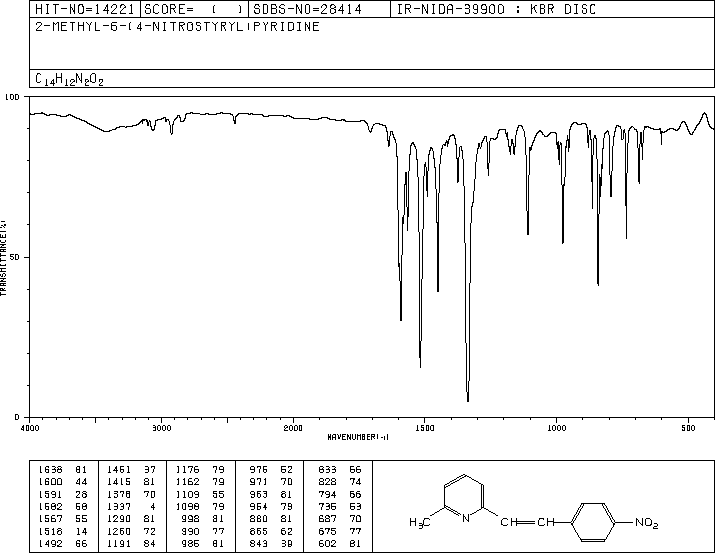 HIT-NO=14221 SCORE= ( ) SDBS-NO=28414 IR-NIDA-39900 : KBR DISC
2-METHYL-6-(4-NITROSTYRYL)PYRIDINE
C14H12N2O2
100
50
0
TRANSMITTANCE(%)
4000 3000 2000 1500 1000 500
WAVENUMBER(-1)
1638 81 1451 37 1176 79 975 52 833 66
1600 44 1415 81 1162 79 971 70 828 74
1591 28 1378 70 1109 55 963 81 794 66
1582 58 1337 4 1098 79 954 79 735 53
1567 55 1290 81 998 81 880 81 687 70
1518 14 1260 72 990 77 865 62 675 77
1492 66 1191 84 985 81 843 39 602 81
H3C N CH=CH NO2